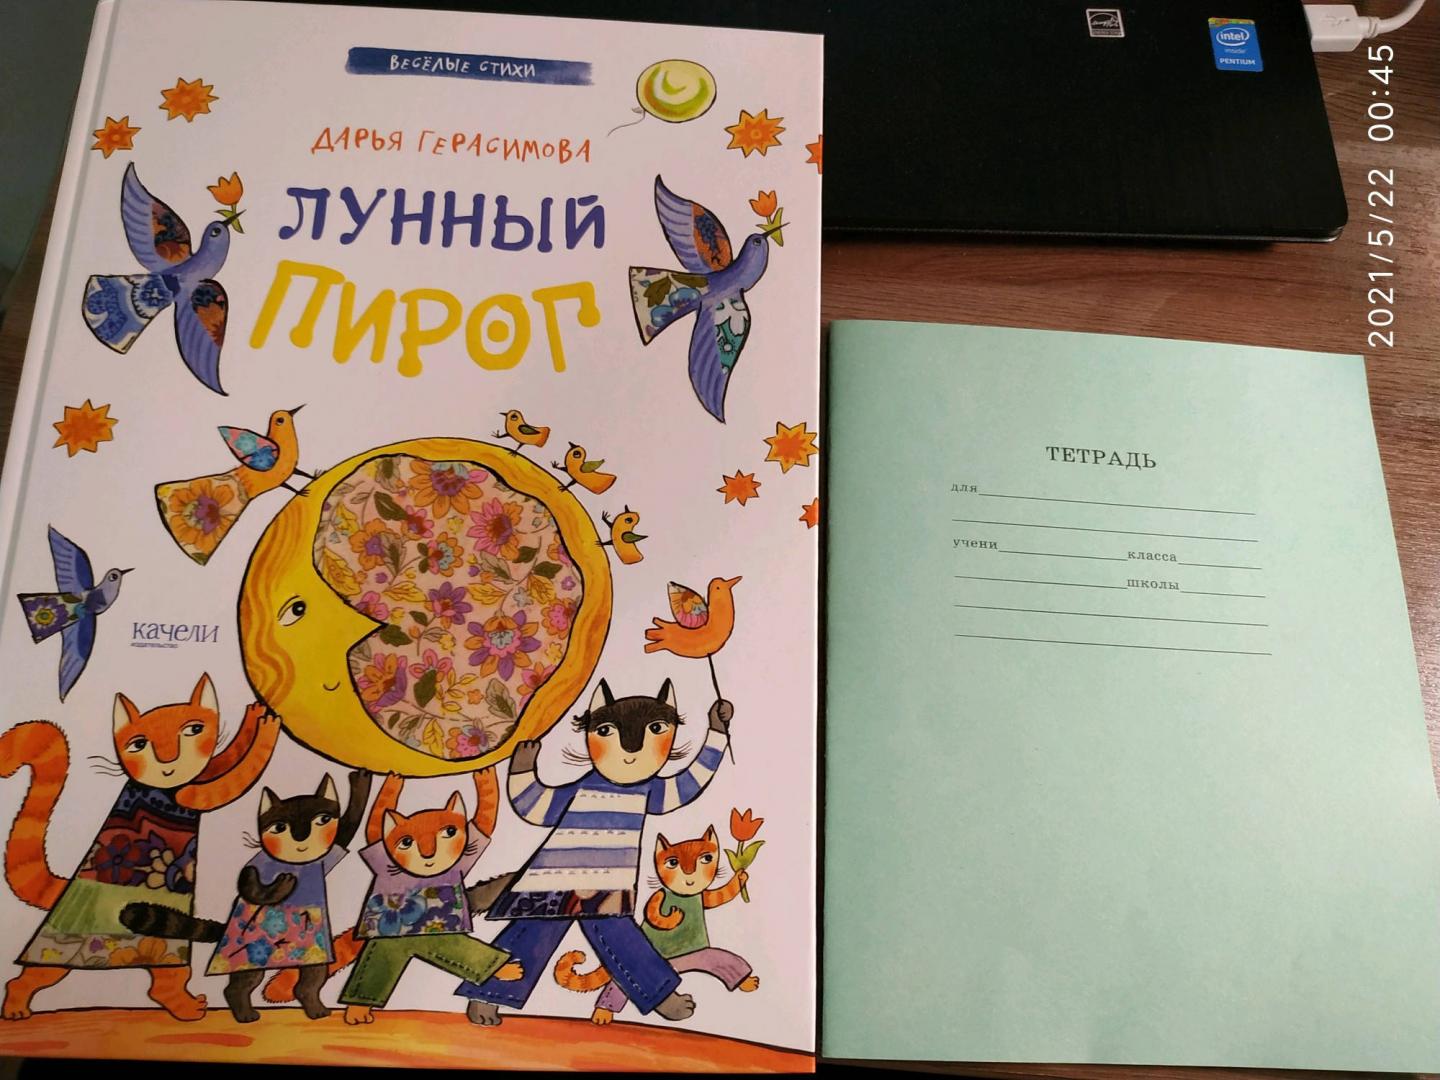 ВЕСЁЛЫЕ СТИХИ
ДАРЬЯ ГЕРАСИМОВА
ЛУННЫЙ
ПИРОГ
качели
издательство
ТЕТРАДЬ
для
учени класса
школы
intel
inside
PENTIUM
2021/5/22 00:45